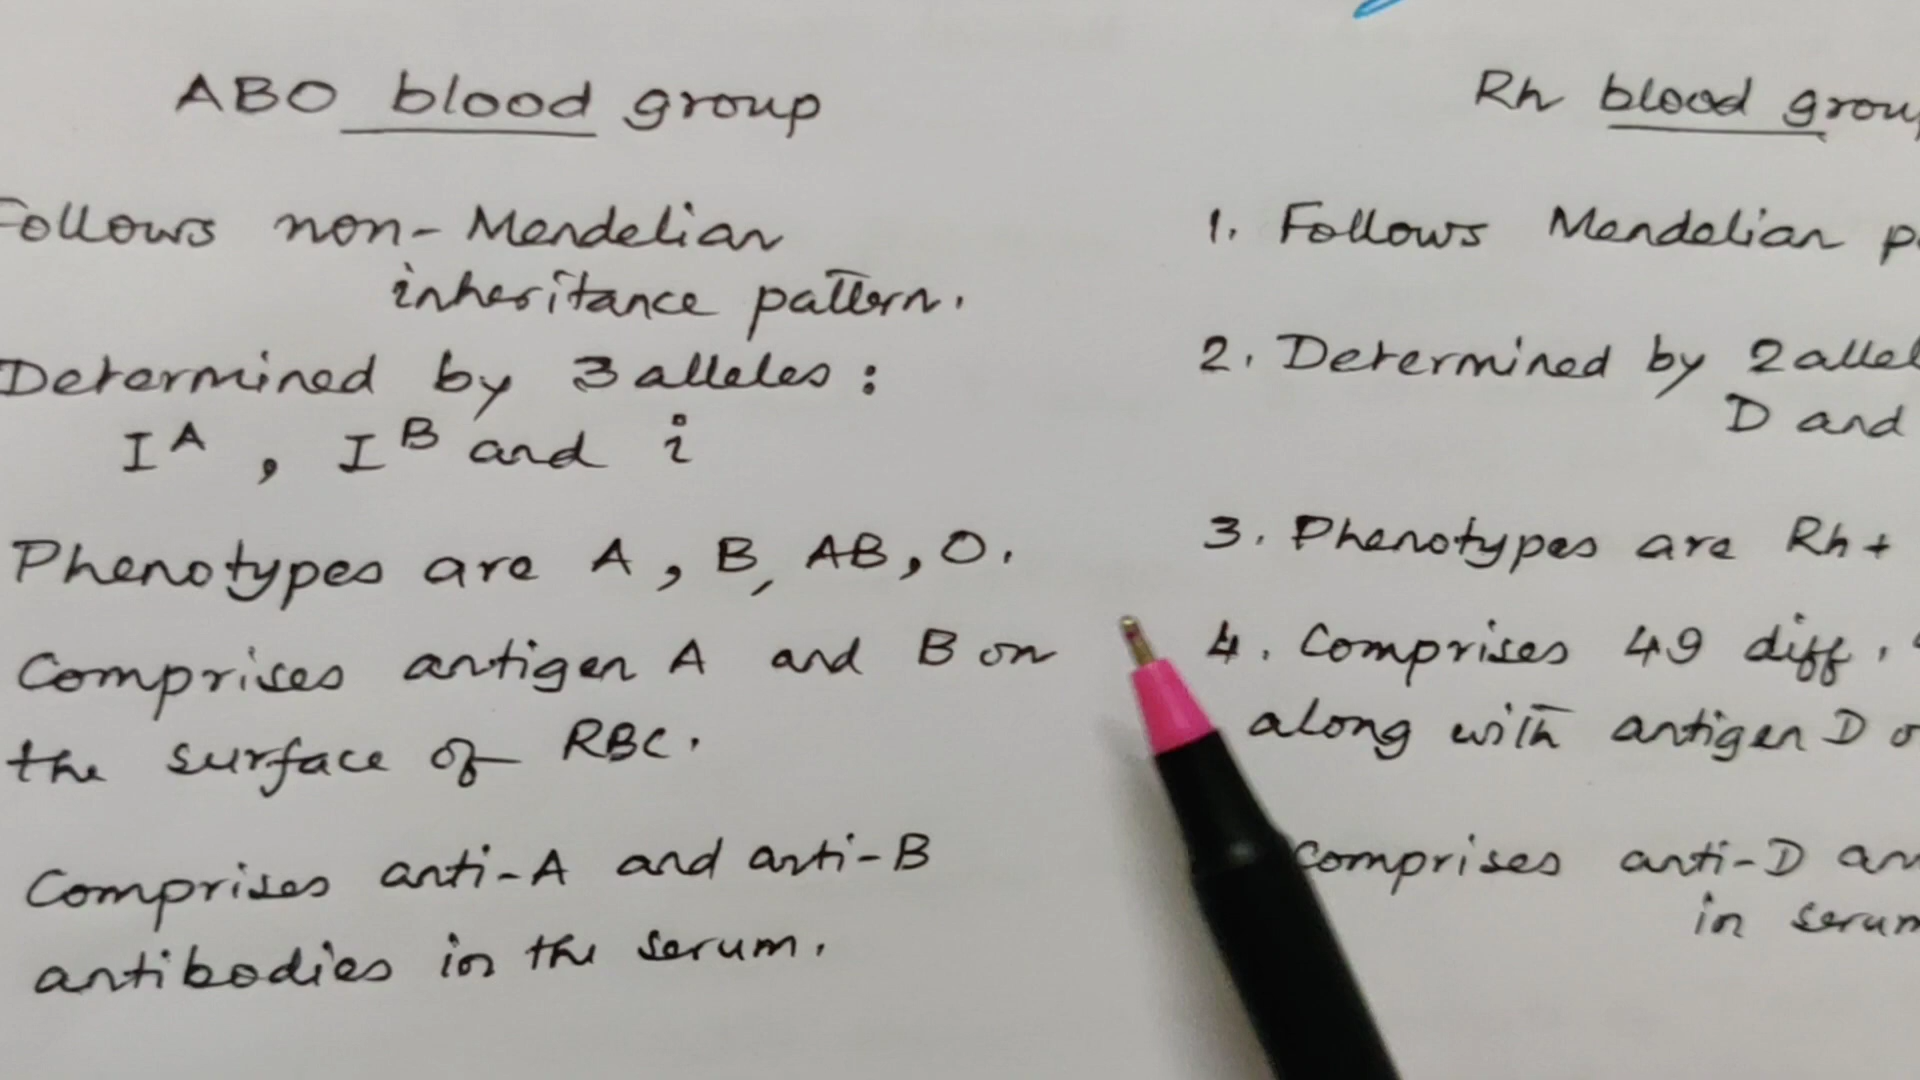 ABO blood group
Follows non-Mendelian
inheritance pattern.
Determined by 3 alleles:
I^A, I^B and i
Phenotypes are A, B, AB, O.
Comprises antigen A and B on
the surface of RBC.
Comprises anti-A and anti-B
antibodies in the serum.
Rh blood group
1. Follows Mendelian
2. Determined by 2
D and
3. Phenotypes are Rh+
4. Comprises 49 diff.
along with antigen D
Comprises anti-D
in serum